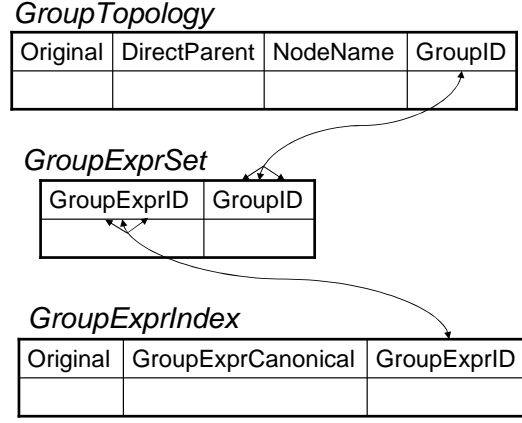 GroupTopology
Original DirectParent NodeName GroupID
GroupExprSet
GroupExprID GroupID
GroupExprIndex
Original GroupExprCanonical GroupExprID